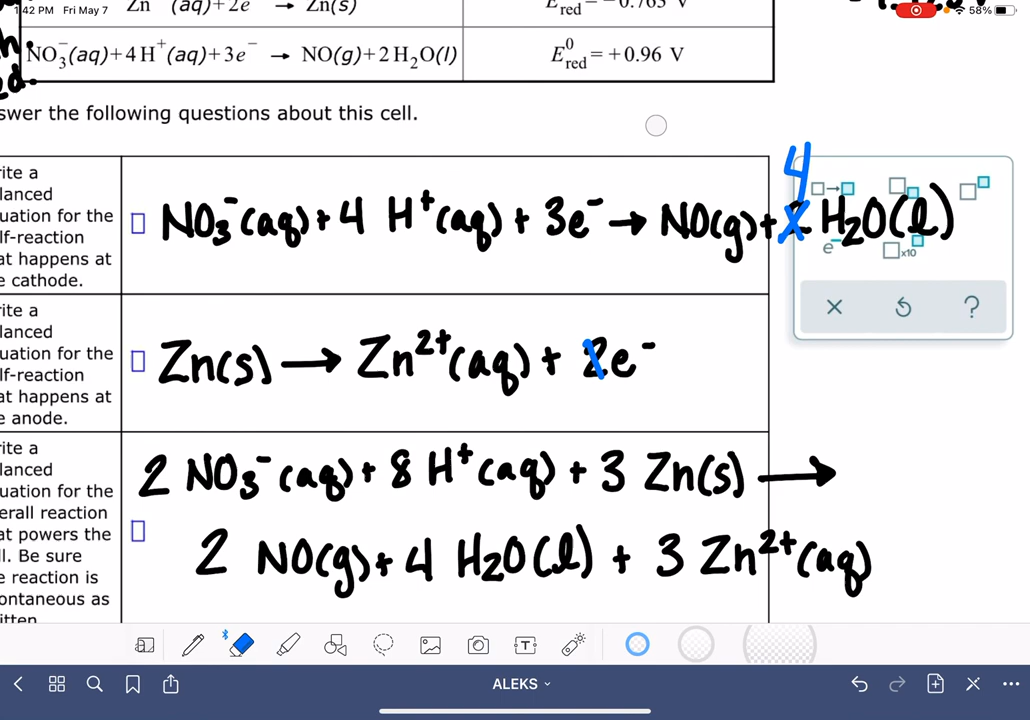 1:42 PM Fri May 7
58%
Zn (aq)+2e → Zn(s)
E red = −0.763 V
NO₃⁻(aq)+4H⁺(aq)+3e⁻ → NO(g)+2H₂O(l)
E⁰red = +0.96 V
swer the following questions about this cell.
rite a
lanced
uation for the
lf-reaction
at happens at
e cathode.
NO₃⁻(aq) + 4 H⁺(aq) + 3e⁻ → NO(g) + 2 H₂O(l)
4
□→□
e⁻
□x10
X
?
rite a
lanced
uation for the
lf-reaction
at happens at
e anode.
Zn(s) → Zn²⁺(aq) + 2e⁻
rite a
lanced
uation for the
erall reaction
at powers the
ll. Be sure
e reaction is
ontaneous as
itten.
2 NO₃⁻(aq) + 8 H⁺(aq) + 3 Zn(s) →
2 NO(g) + 4 H₂O(l) + 3 Zn²⁺(aq)
T
ALEKS